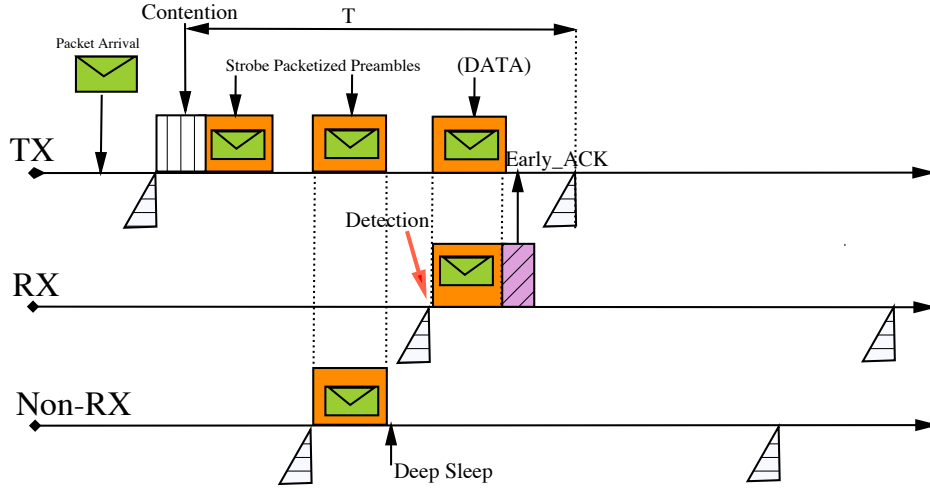 Contention
T
Packet Arrival
Strobe Packetized Preambles
(DATA)
TX
Early_ACK
Detection
RX
Non-RX
Deep Sleep